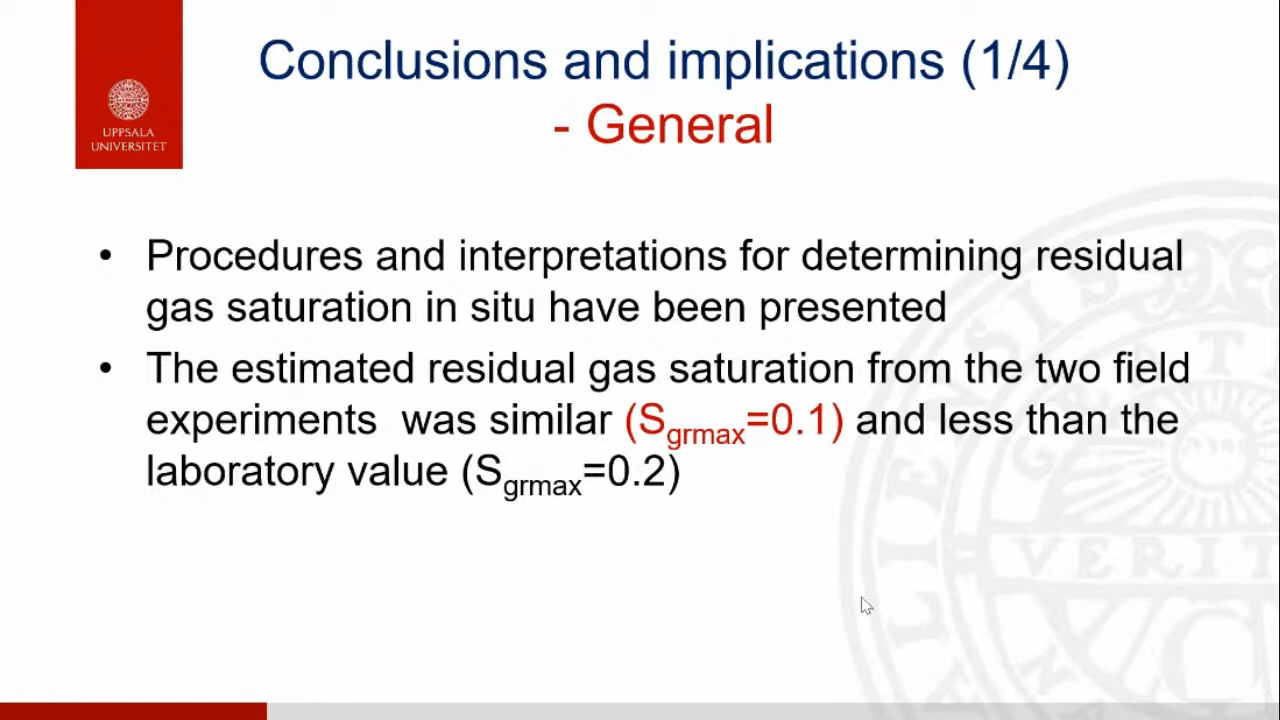 UPPSALA
UNIVERSITET
Conclusions and implications (1/4)
- General
• Procedures and interpretations for determining residual
gas saturation in situ have been presented
• The estimated residual gas saturation from the two field
experiments was similar (Sgrmax=0.1) and less than the
laboratory value (Sgrmax=0.2)